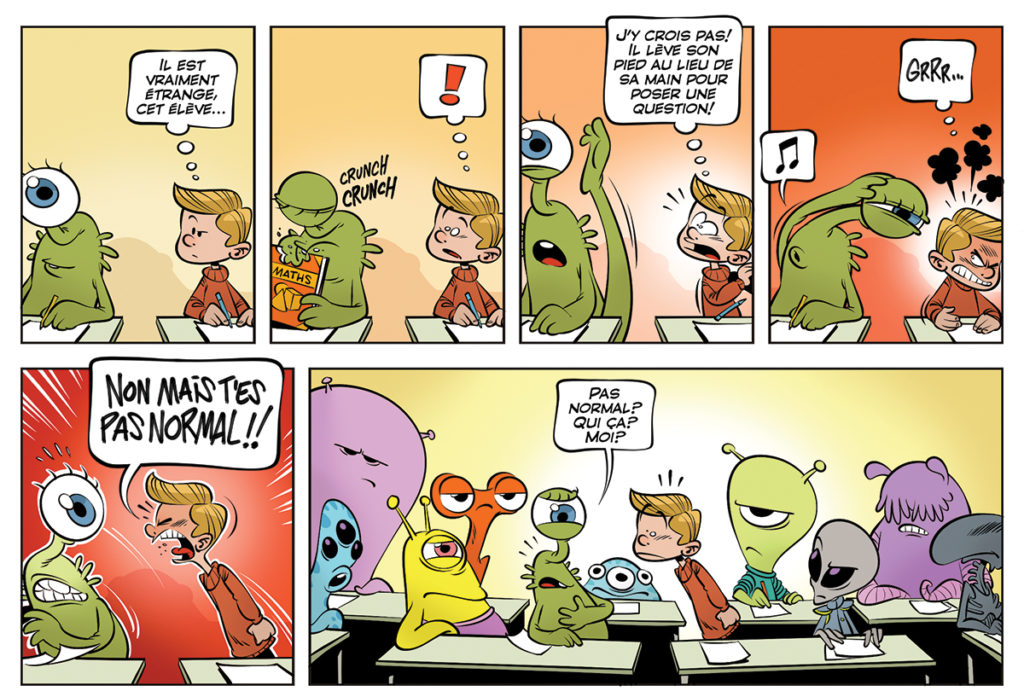 IL EST
VRAIMENT
ÉTRANGE,
CET ÉLÈVE...
!
CRUNCH
CRUNCH
MATHS
J'Y CROIS PAS!
IL LÈVE SON
PIED AU LIEU DE
SA MAIN POUR
POSER UNE
QUESTION!
GRRR...
NON MAIS T'ES
PAS NORMAL!!
PAS
NORMAL?
QUI ÇA?
MOI?